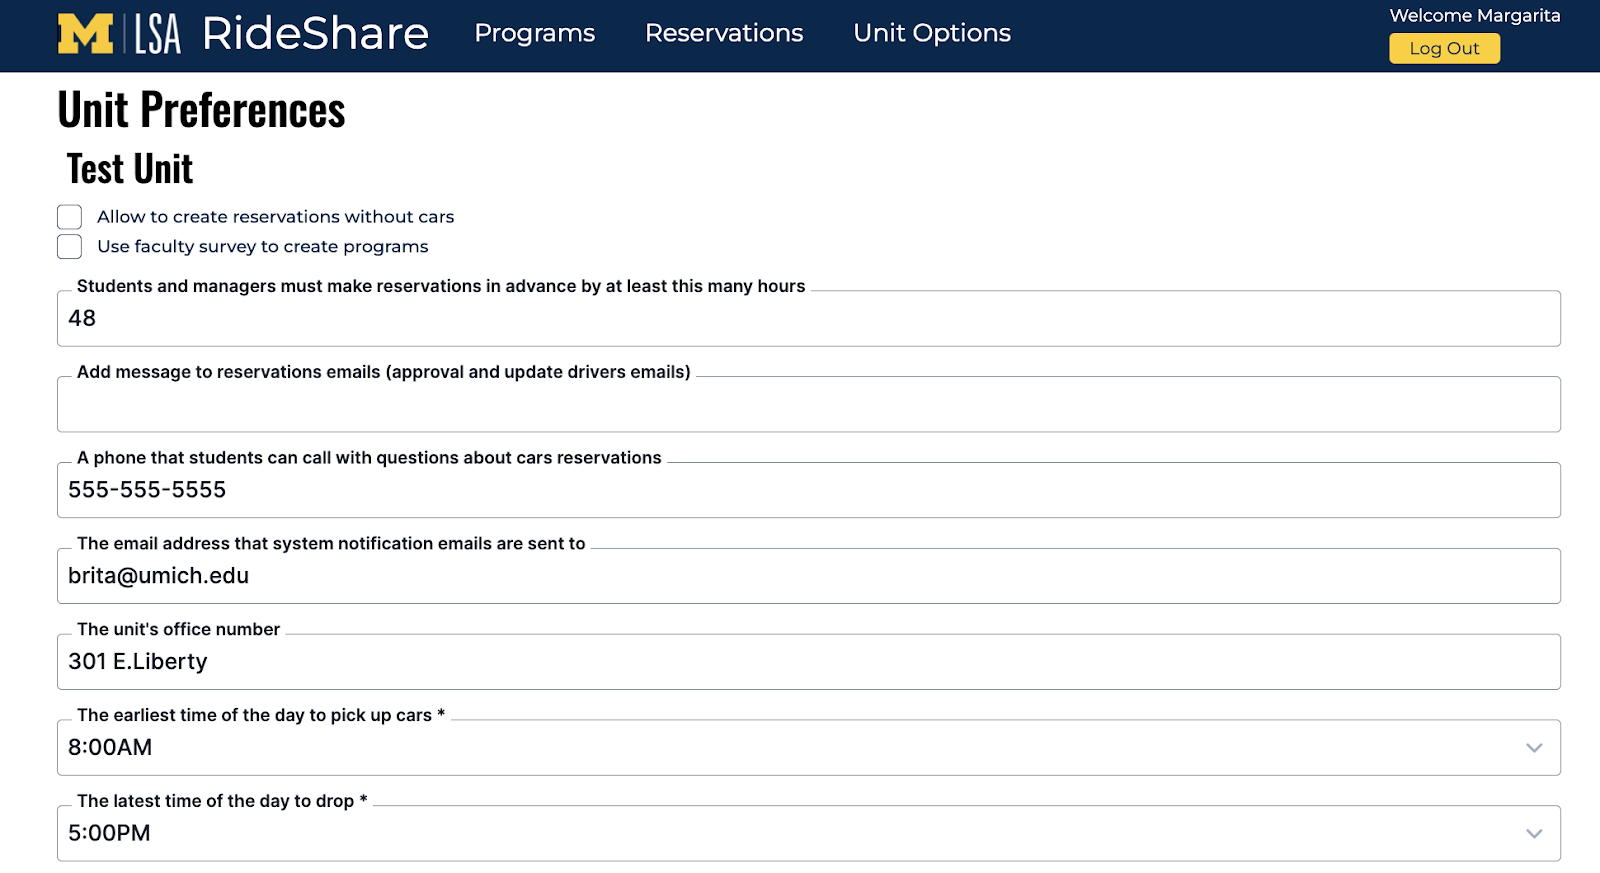 M LSA RideShare Programs Reservations Unit Options Welcome Margarita
Log Out
Unit Preferences
Test Unit
Allow to create reservations without cars
Use faculty survey to create programs
Students and managers must make reservations in advance by at least this many hours
48
Add message to reservations emails (approval and update drivers emails)
A phone that students can call with questions about cars reservations
555-555-5555
The email address that system notification emails are sent to
brita@umich.edu
The unit's office number
301 E.Liberty
The earliest time of the day to pick up cars *
8:00AM
The latest time of the day to drop *
5:00PM